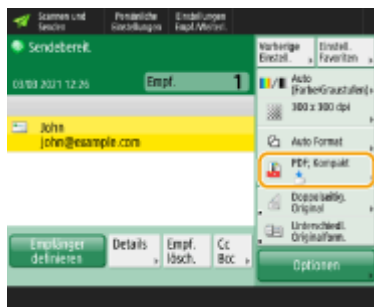 Scannen und
Senden
Persönliche
Einstellungen
Einstellungen
Empf./Weiterl.
Sendebereit.
Vorherige
Einstell.
Einstell.
Favoriten
03/03 2021 12:26
Empf. 1
Auto
(Farbe/Graustufen)
300 x 300 dpi
John
john@example.com
Auto Format
PDF; Kompakt
Doppelseitig.
Original
Unterschiedl.
Originalform.
Empfänger
definieren
Details
Empf.
lösch.
Cc
Bcc
Optionen